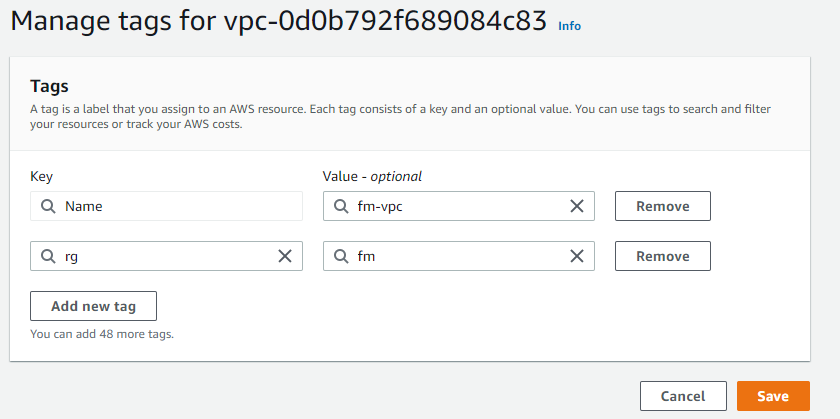 Manage tags for vpc-0d0b792f689084c83 Info
Tags
A tag is a label that you assign to an AWS resource. Each tag consists of a key and an optional value. You can use tags to search and filter
your resources or track your AWS costs.
Key Value - optional
Name fm-vpc Remove
rg fm Remove
Add new tag
You can add 48 more tags.
Cancel Save